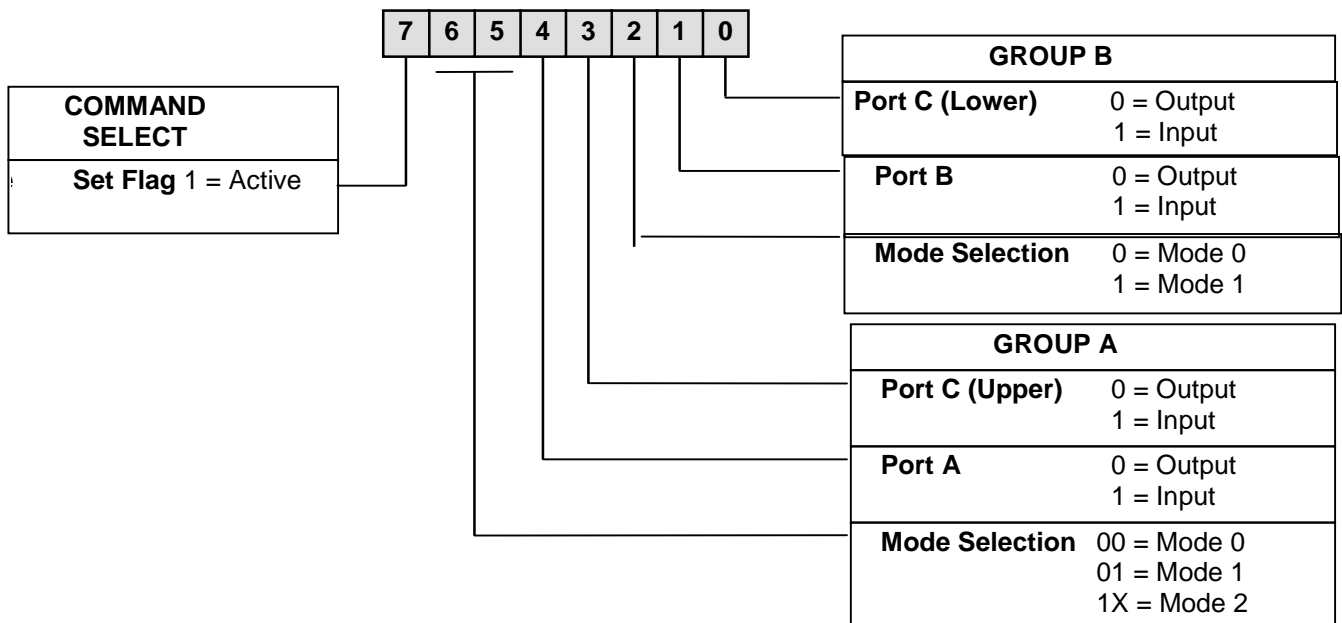 7 6 5 4 3 2 1 0
COMMAND
SELECT
Set Flag 1 = Active
GROUP B
Port C (Lower) 0 = Output
1 = Input
Port B 0 = Output
1 = Input
Mode Selection 0 = Mode 0
1 = Mode 1
GROUP A
Port C (Upper) 0 = Output
1 = Input
Port A 0 = Output
1 = Input
Mode Selection 00 = Mode 0
01 = Mode 1
1X = Mode 2